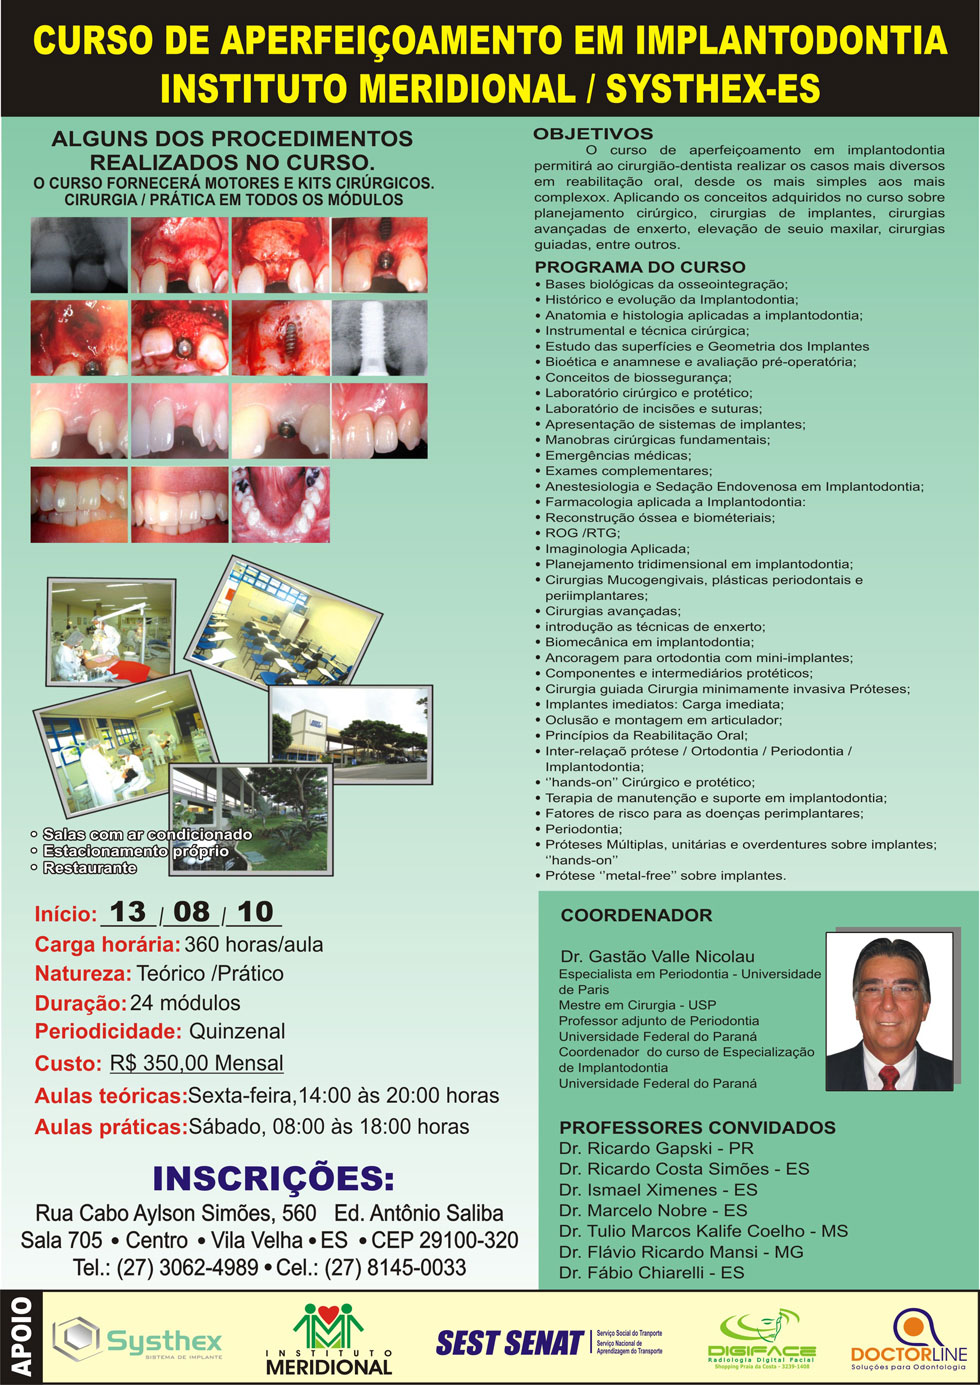 CURSO DE APERFEIÇOAMENTO EM IMPLANTODONTIA
INSTITUTO MERIDIONAL / SYSTHEX-ES
ALGUNS DOS PROCEDIMENTOS
REALIZADOS NO CURSO.
O CURSO FORNECERÁ MOTORES E KITS CIRÚRGICOS.
CIRURGIA / PRÁTICA EM TODOS OS MÓDULOS
• Salas com ar condicionado
• Estacionamento próprio
• Restaurante
Início: 13 / 08 / 10
Carga horária: 360 horas/aula
Natureza: Teórico /Prático
Duração: 24 módulos
Periodicidade: Quinzenal
Custo: R$ 350,00 Mensal
Aulas teóricas:Sexta-feira,14:00 às 20:00 horas
Aulas práticas:Sábado, 08:00 às 18:00 horas
INSCRIÇÕES:
Rua Cabo Aylson Simões, 560 Ed. Antônio Saliba
Sala 705 • Centro • Vila Velha • ES • CEP 29100-320
Tel.: (27) 3062-4989 • Cel.: (27) 8145-0033
OBJETIVOS
O curso de aperfeiçoamento em implantodontia
permitirá ao cirurgião-dentista realizar os casos mais diversos
em reabilitação oral, desde os mais simples aos mais
complexox. Aplicando os conceitos adquiridos no curso sobre
planejamento cirúrgico, cirurgias de implantes, cirurgias
avançadas de enxerto, elevação de seuio maxilar, cirurgias
guiadas, entre outros.
PROGRAMA DO CURSO
• Bases biológicas da osseointegração;
• Histórico e evolução da Implantodontia;
• Anatomia e histologia aplicadas a implantodontia;
• Instrumental e técnica cirúrgica;
• Estudo das superfícies e Geometria dos Implantes
• Bioética e anamnese e avaliação pré-operatória;
• Conceitos de biossegurança;
• Laboratório cirúrgico e protético;
• Laboratório de incisões e suturas;
• Apresentação de sistemas de implantes;
• Manobras cirúrgicas fundamentais;
• Emergências médicas;
• Exames complementares;
• Anestesiologia e Sedação Endovenosa em Implantodontia;
• Farmacologia aplicada a Implantodontia:
• Reconstrução óssea e biométeriais;
• ROG /RTG;
• Imaginologia Aplicada;
• Planejamento tridimensional em implantodontia;
• Cirurgias Mucogengivais, plásticas periodontais e
periimplantares;
• Cirurgias avançadas;
• introdução as técnicas de enxerto;
• Biomecânica em implantodontia;
• Ancoragem para ortodontia com mini-implantes;
• Componentes e intermediários protéticos;
• Cirurgia guiada Cirurgia minimamente invasiva Próteses;
• Implantes imediatos: Carga imediata;
• Oclusão e montagem em articulador;
• Princípios da Reabilitação Oral;
• Inter-relaçaõ prótese / Ortodontia / Periodontia /
Implantodontia;
• ‘’hands-on’’ Cirúrgico e protético;
• Terapia de manutenção e suporte em implantodontia;
• Fatores de risco para as doenças perimplantares;
• Periodontia;
• Próteses Múltiplas, unitárias e overdentures sobre implantes;
‘’hands-on’’
• Prótese ‘’metal-free’’ sobre implantes.
COORDENADOR
Dr. Gastão Valle Nicolau
Especialista em Periodontia - Universidade
de Paris
Mestre em Cirurgia - USP
Professor adjunto de Periodontia
Universidade Federal do Paraná
Coordenador do curso de Especialização
de Implantodontia
Universidade Federal do Paraná
PROFESSORES CONVIDADOS
Dr. Ricardo Gapski - PR
Dr. Ricardo Costa Simões - ES
Dr. Ismael Ximenes - ES
Dr. Marcelo Nobre - ES
Dr. Tulio Marcos Kalife Coelho - MS
Dr. Flávio Ricardo Mansi - MG
Dr. Fábio Chiarelli - ES
APOIO
Systhex
SISTEMA DE IMPLANTE
INSTITUTO
MERIDIONAL
SEST SENAT
Serviço Social do Tranporte
Serviço Nacional de
Aprendizagem do Transporte
DIGIFACE
Radiologia Digital Facial
Shopping Praia da Costa - 3239-1408
DOCTORLINE
Soluções para Odontologia